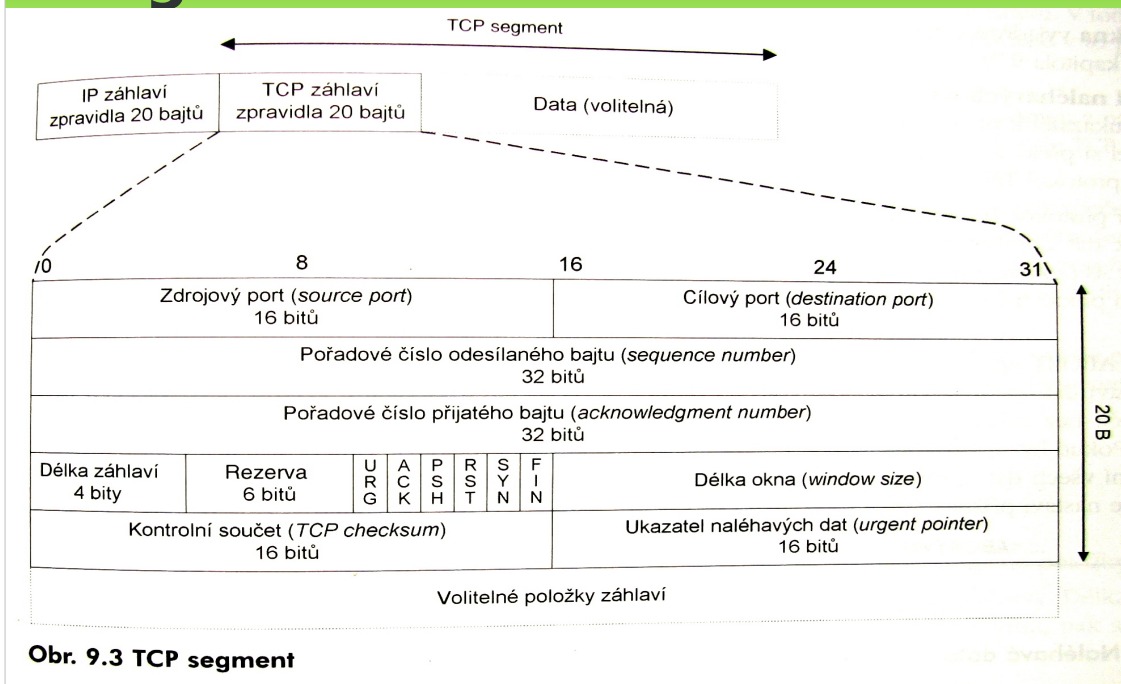 TCP segment
IP záhlaví
zpravidla 20 bajtů
TCP záhlaví
zpravidla 20 bajtů
Data (volitelná)
0 8 16 24 31
Zdrojový port (source port)
16 bitů
Cílový port (destination port)
16 bitů
Pořadové číslo odesílaného bajtu (sequence number)
32 bitů
Pořadové číslo přijatého bajtu (acknowledgment number)
32 bitů
Délka záhlaví
4 bity
Rezerva
6 bitů
URG
ACK
PSH
RST
SYN
FIN
Délka okna (window size)
Kontrolní součet (TCP checksum)
16 bitů
Ukazatel naléhavých dat (urgent pointer)
16 bitů
20 B
Volitelné položky záhlaví
Obr. 9.3 TCP segment